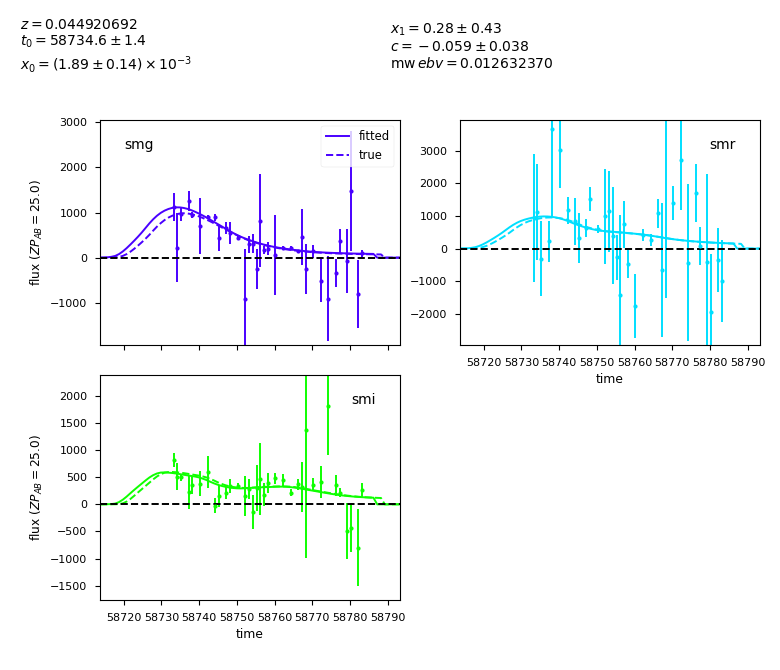 z = 0.044920692
t₀ = 58734.6 ± 1.4
x₀ = (1.89 ± 0.14) × 10⁻³
x₁ = 0.28 ± 0.43
c = −0.059 ± 0.038
mw ebv = 0.012632370
smg
fitted
true
3000
2000
1000
0
−1000
flux (ZP_AB = 25.0)
smr
3000
2000
1000
0
−1000
−2000
58720 58730 58740 58750 58760 58770 58780 58790
time
smi
2000
1500
1000
500
0
−500
−1000
−1500
flux (ZP_AB = 25.0)
58720 58730 58740 58750 58760 58770 58780 58790
time